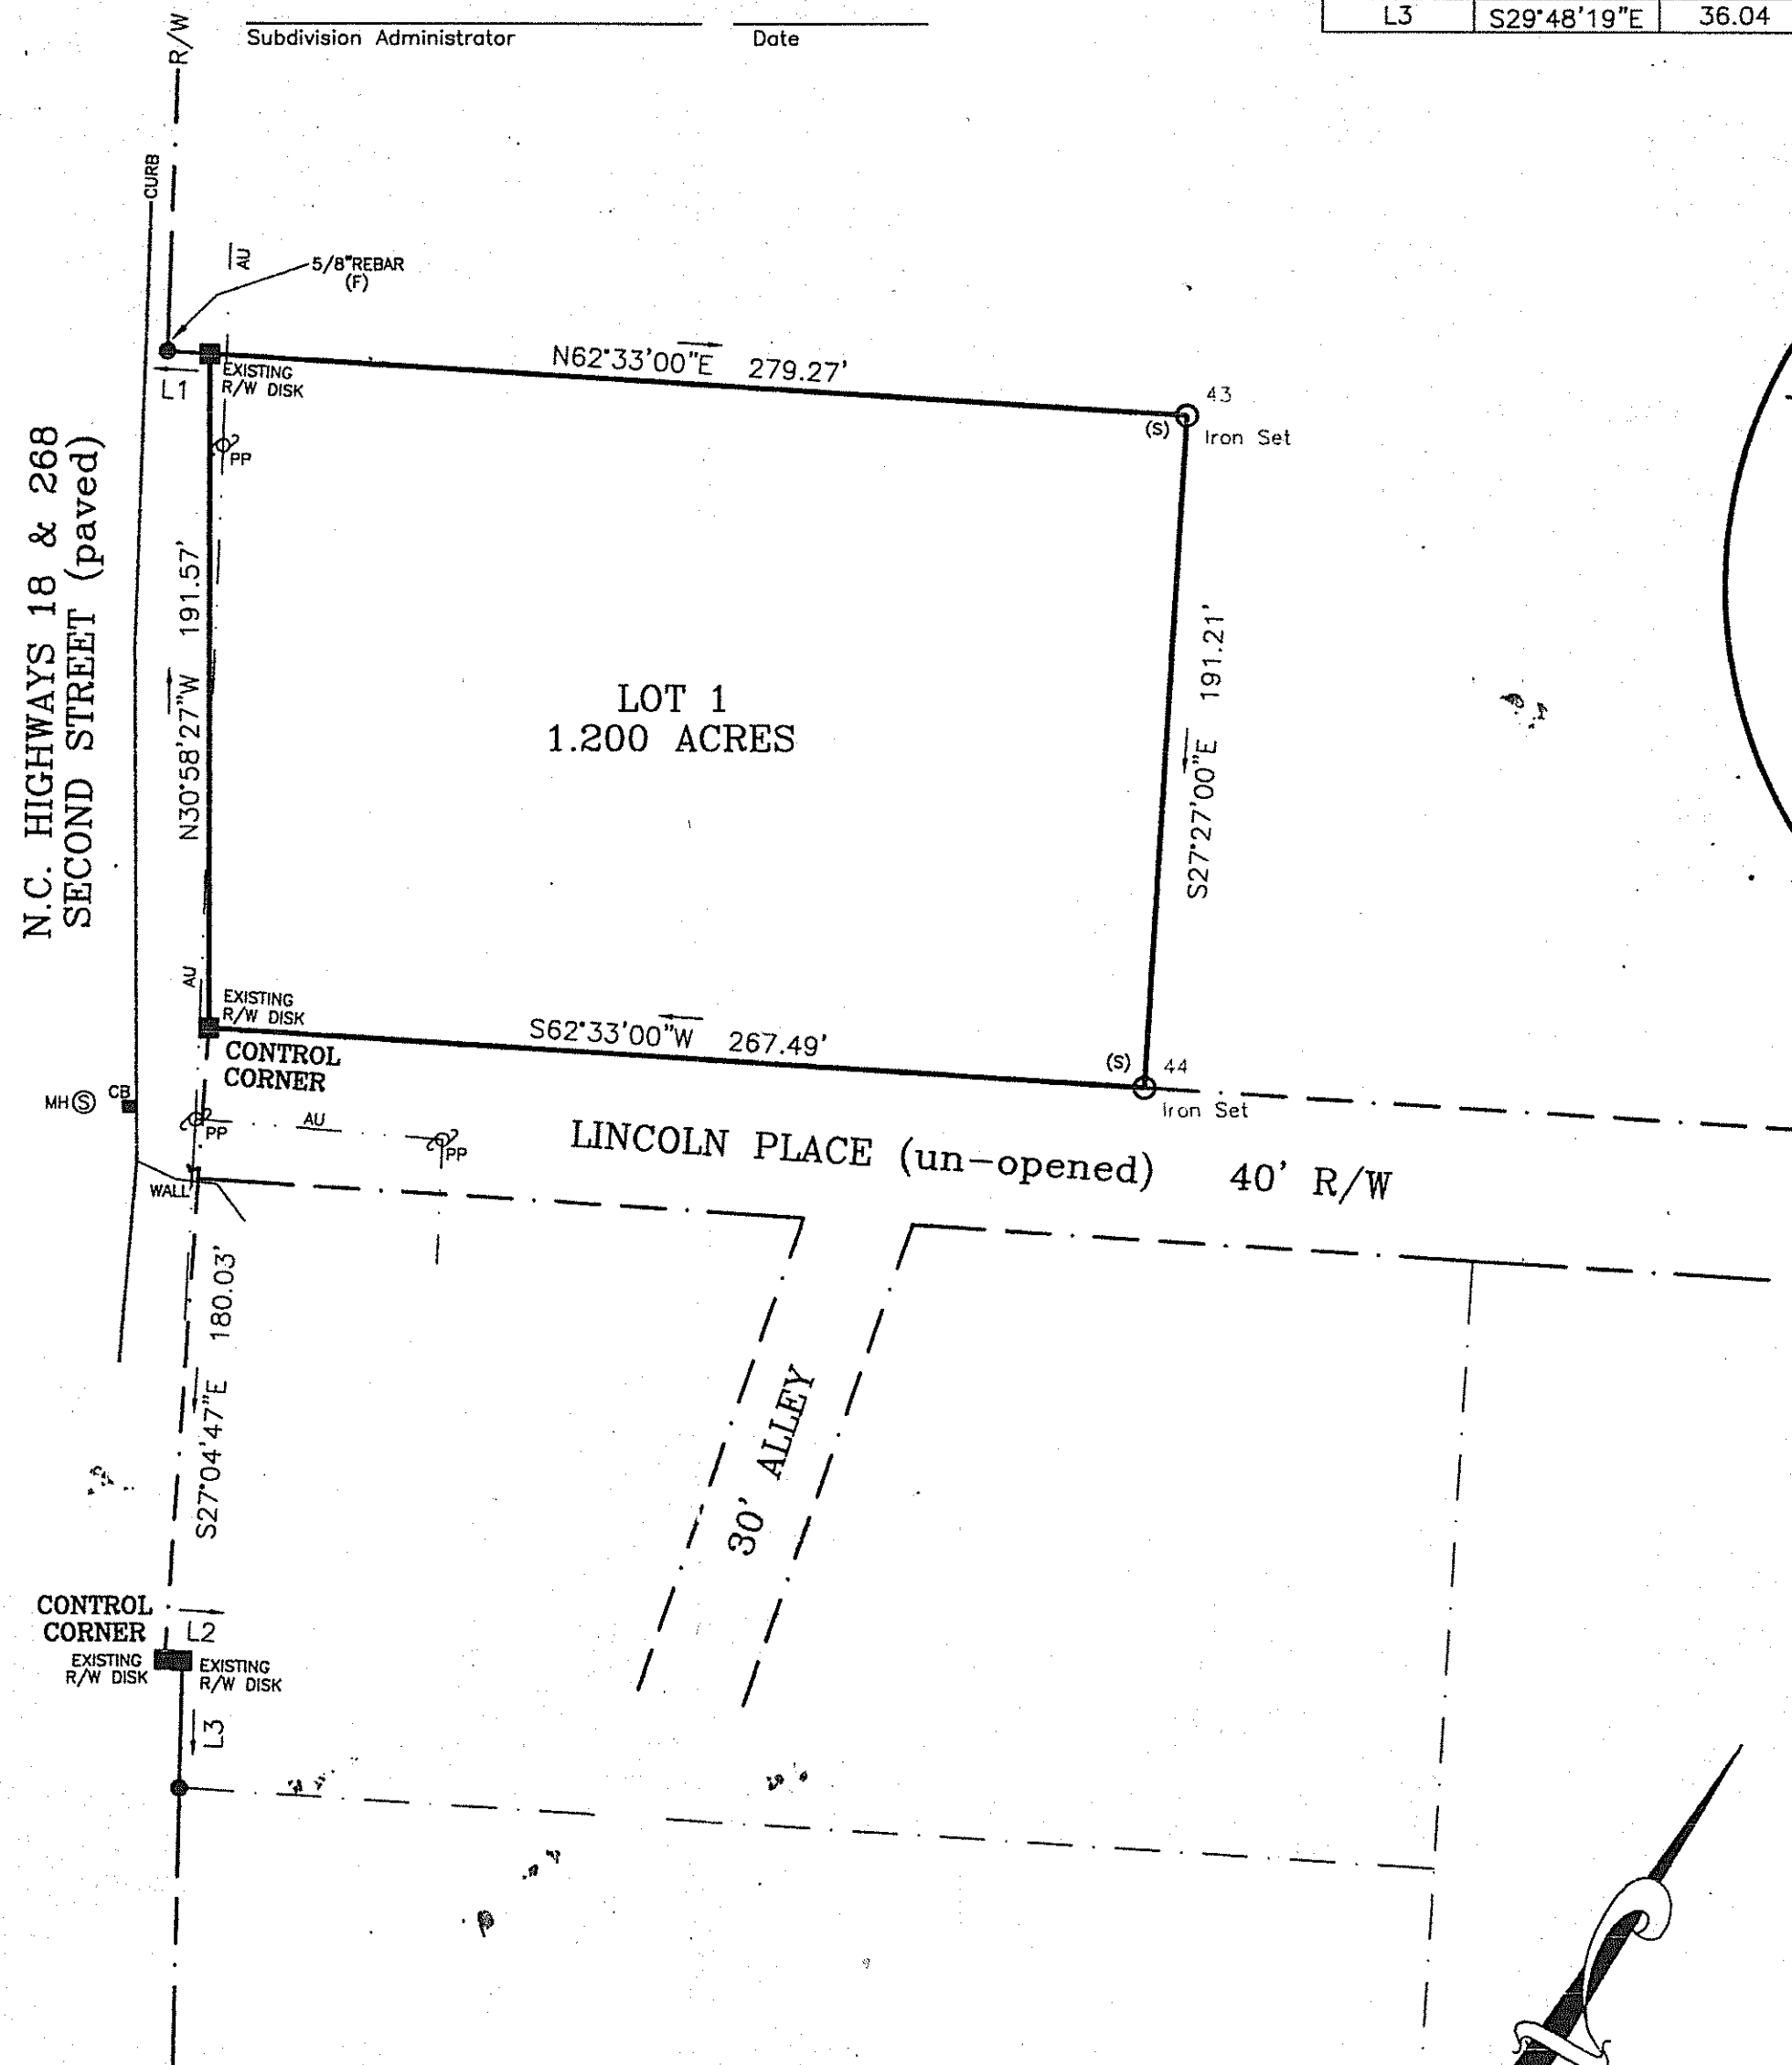 Subdivision Administrator Date
L3 S29°48'19"E 36.04
R/W
CURB
AU
5/8"REBAR
(F)
N62°33'00"E 279.27'
L1
EXISTING
R/W DISK
43
(S)
Iron Set
PP
N.C. HIGHWAYS 18 & 268
SECOND STREET (paved)
N30°58'27"W 191.57'
LOT 1
1.200 ACRES
S27°27'00"E 191.21'
AU
EXISTING
R/W DISK
S62°33'00"W 267.49'
CONTROL
CORNER
(S) 44
Iron Set
MH S CB
PP
AU
PP
LINCOLN PLACE (un-opened) 40' R/W
WALL
S27°04'47"E 180.03'
30' ALLEY
CONTROL
CORNER
L2
EXISTING
R/W DISK
EXISTING
R/W DISK
L3